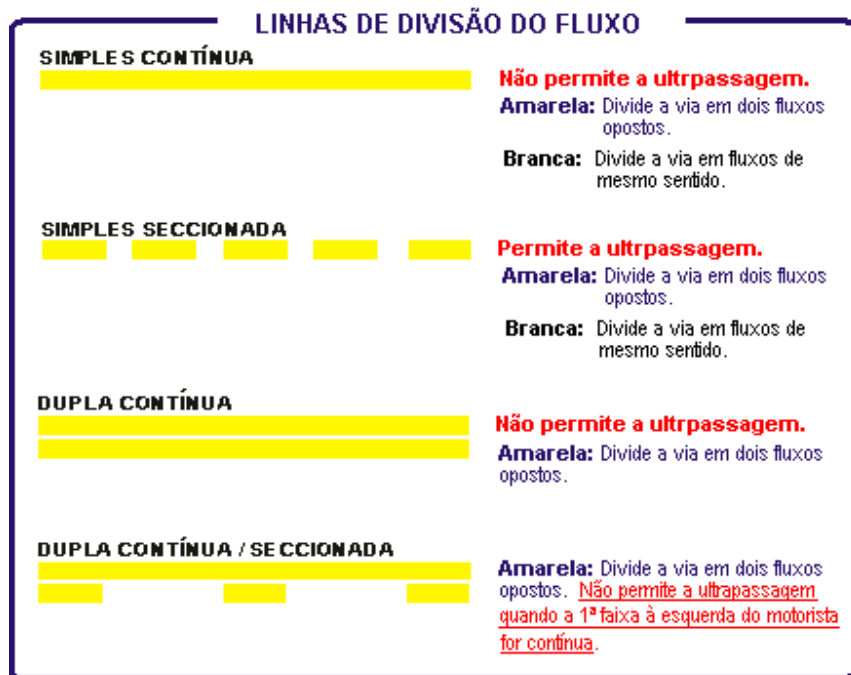 LINHAS DE DIVISÃO DO FLUXO
SIMPLES CONTÍNUA
Não permite a ultrpassagem.
Amarela: Divide a via em dois fluxos
opostos.
Branca: Divide a via em fluxos de
mesmo sentido.
SIMPLES SECCIONADA
Permite a ultrpassagem.
Amarela: Divide a via em dois fluxos
opostos.
Branca: Divide a via em fluxos de
mesmo sentido.
DUPLA CONTÍNUA
Não permite a ultrpassagem.
Amarela: Divide a via em dois fluxos
opostos.
DUPLA CONTÍNUA / SECCIONADA
Amarela: Divide a via em dois fluxos
opostos. Não permite a ultrapassagem
quando a 1ª faixa à esquerda do motorista
for contínua.